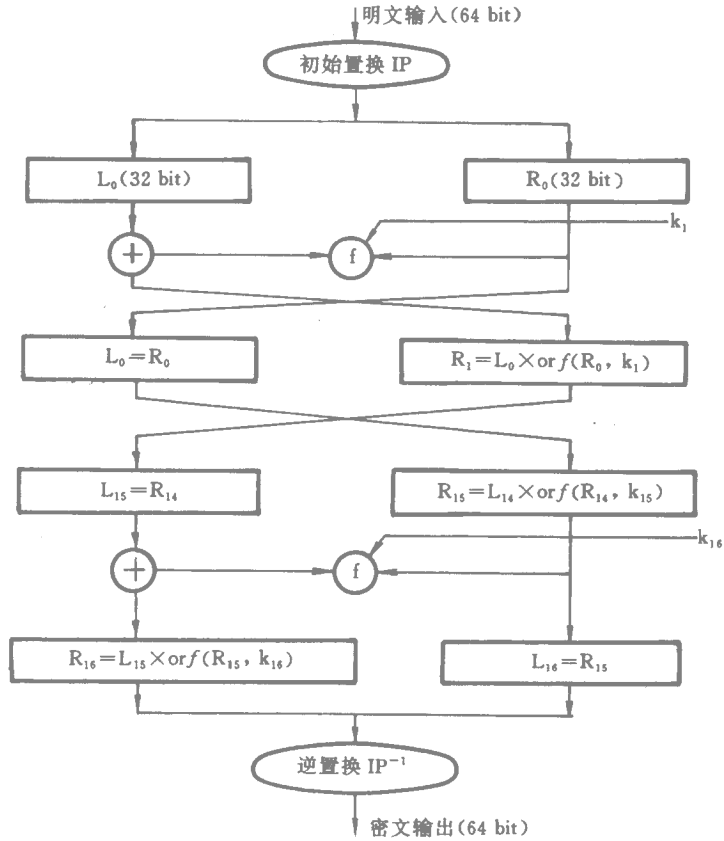 明文输入(64 bit)
初始置换 IP
L₀(32 bit)
R₀(32 bit)
k₁
+
f
L₀=R₀
R₁=L₀×orf(R₀, k₁)
L₁₅=R₁₄
R₁₅=L₁₄×orf(R₁₄, k₁₅)
k₁₆
+
f
R₁₆=L₁₅×orf(R₁₅, k₁₆)
L₁₆=R₁₅
逆置换 IP⁻¹
密文输出(64 bit)